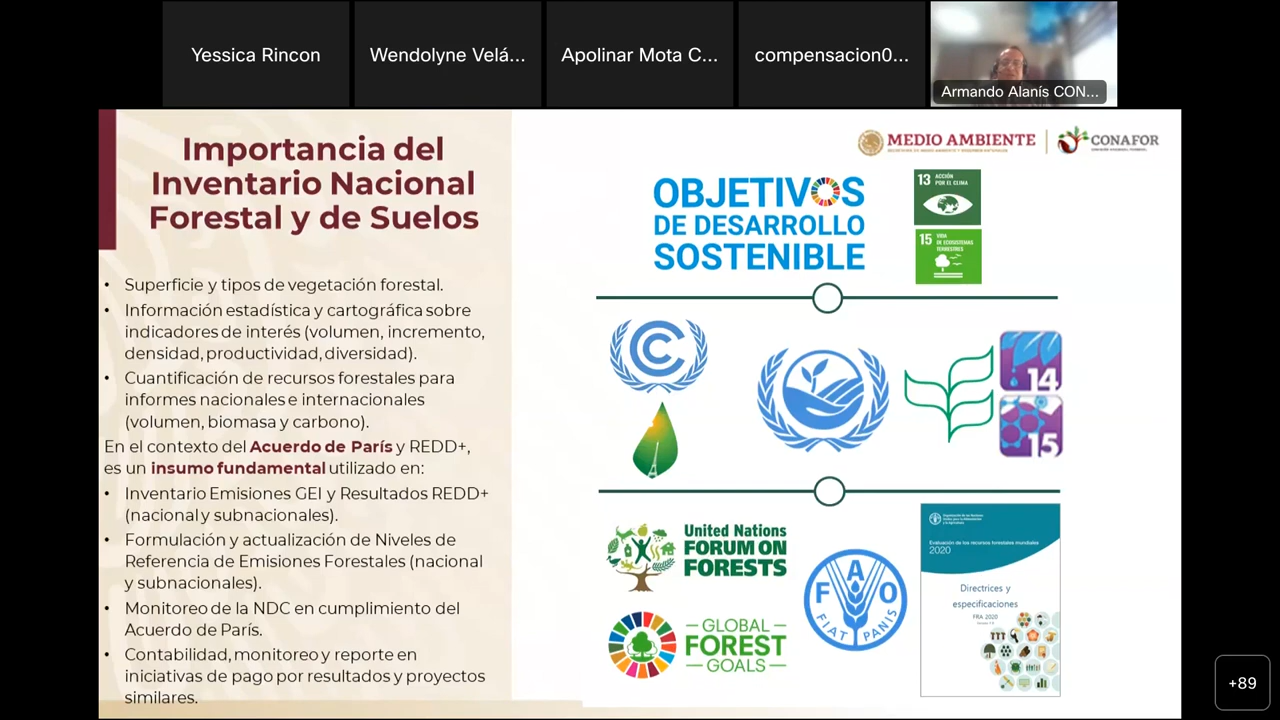 Yessica Rincon
Wendolyne Velá...
Apolinar Mota C...
compensacion0...
Armando Alanís CON...
Importancia del
Inventario Nacional
Forestal y de Suelos
• Superficie y tipos de vegetación forestal.
• Información estadística y cartográfica sobre
indicadores de interés (volumen, incremento,
densidad, productividad, diversidad).
• Cuantificación de recursos forestales para
informes nacionales e internacionales
(volumen, biomasa y carbono).
En el contexto del Acuerdo de París y REDD+,
es un insumo fundamental utilizado en:
• Inventario Emisiones GEI y Resultados REDD+
(nacional y subnacionales).
• Formulación y actualización de Niveles de
Referencia de Emisiones Forestales (nacional
y subnacionales).
• Monitoreo de la NDC en cumplimiento del
Acuerdo de París.
• Contabilidad, monitoreo y reporte en
iniciativas de pago por resultados y proyectos
similares.
MEDIO AMBIENTE
CONAFOR
OBJETIVOS
DE DESARROLLO
SOSTENIBLE
13 ACCIÓN
POR EL CLIMA
15 VIDA
DE ECOSISTEMAS
TERRESTRES
14
15
United Nations
FORUM ON
FORESTS
GLOBAL
FOREST
GOALS
FAO
FIAT PANIS
Evaluación de los recursos forestales mundiales
2020
Directrices y
especificaciones
FRA 2020
+89